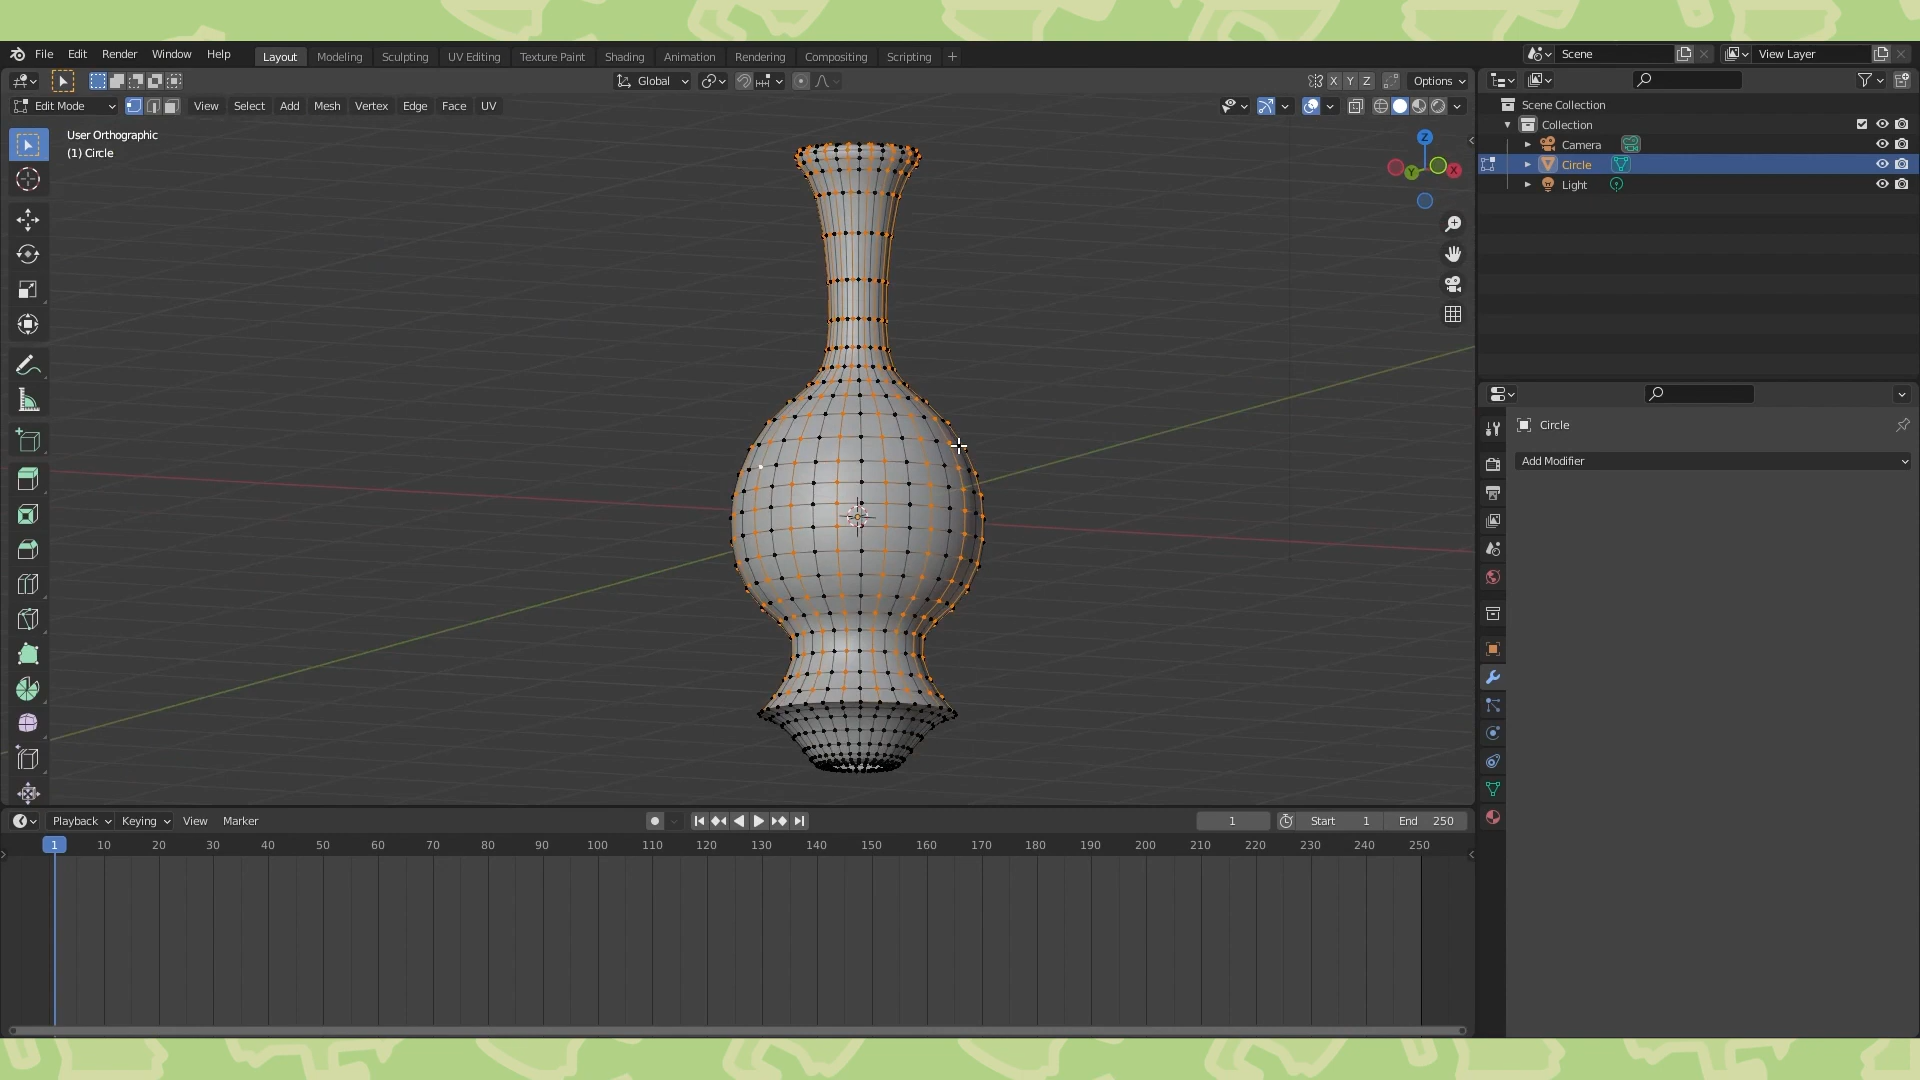 File Edit Render Window Help Layout Modeling Sculpting UV Editing Texture Paint Shading Animation Rendering Compositing Scripting + Scene View Layer
Global X Y Z Options
Edit Mode View Select Add Mesh Vertex Edge Face UV
User Orthographic
(1) Circle
Z
Y
X
Scene Collection
Collection
Camera
Circle
Light
Circle
Add Modifier
Playback Keying View Marker 1 Start 1 End 250
1 10 20 30 40 50 60 70 80 90 100 110 120 130 140 150 160 170 180 190 200 210 220 230 240 250